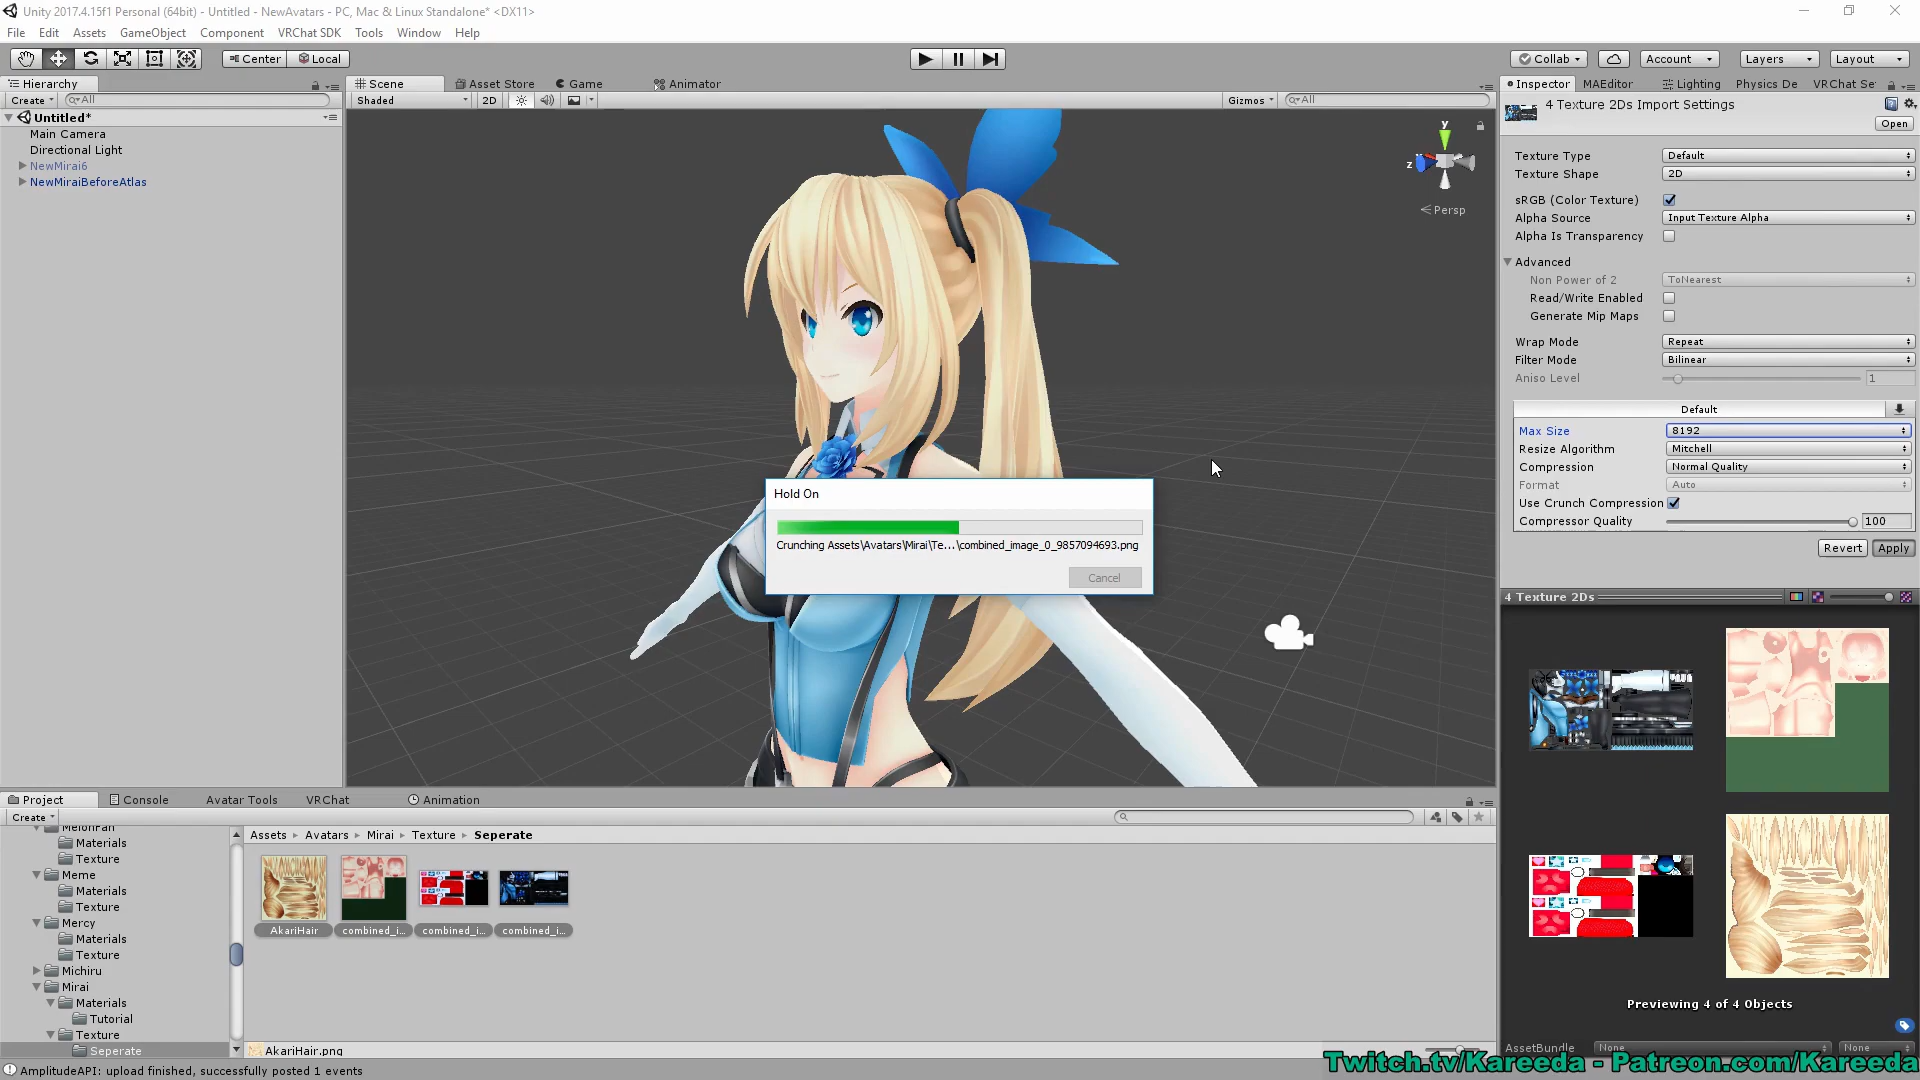 Unity 2017.4.15f1 Personal (64bit) - Untitled - NewAvatars - PC, Mac & Linux Standalone* <DX11>
File Edit Assets GameObject Component VRChat SDK Tools Window Help
Center Local Collab Account Layers Layout
Hierarchy
Create All
Untitled*
Main Camera
Directional Light
NewMirai6
NewMiraiBeforeAtlas
Scene Asset Store Game Animator
Shaded 2D Gizmos All
y
z
Persp
Hold On
Crunching Assets\Avatars\Mirai\Te...\combined_image_0_9857094693.png
Cancel
Inspector MAEditor Lighting Physics De VRChat Se
4 Texture 2Ds Import Settings
Open
Texture Type Default
Texture Shape 2D
sRGB (Color Texture)
Alpha Source Input Texture Alpha
Alpha Is Transparency
Advanced
Non Power of 2 ToNearest
Read/Write Enabled
Generate Mip Maps
Wrap Mode Repeat
Filter Mode Bilinear
Aniso Level 1
Default
Max Size 8192
Resize Algorithm Mitchell
Compression Normal Quality
Format Auto
Use Crunch Compression
Compressor Quality 100
Revert Apply
4 Texture 2Ds
Previewing 4 of 4 Objects
AssetBundle None None
Project Console Avatar Tools VRChat Animation
Create
MelonPan
Materials
Texture
Meme
Materials
Texture
Mercy
Materials
Texture
Michiru
Mirai
Materials
Tutorial
Texture
Seperate
Assets Avatars Mirai Texture Seperate
AkariHair combined_i... combined_i... combined_i...
AkariHair.png
AmplitudeAPI: upload finished, successfully posted 1 events
Twitch.tv/Kareeda - Patreon.com/Kareeda